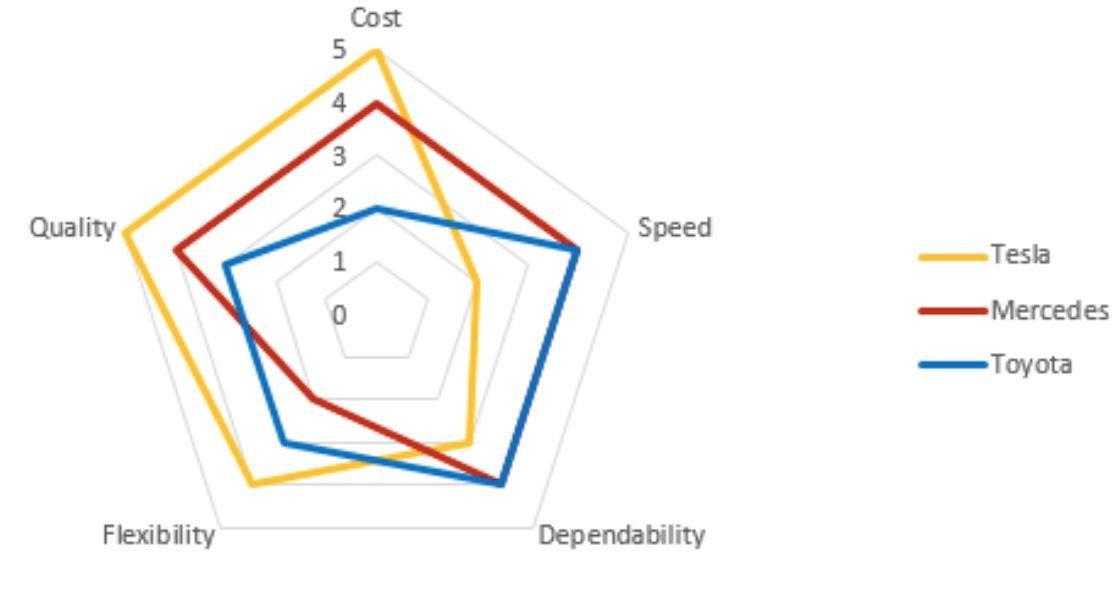 Cost
5
4
3
2
1
0
Quality
Speed
Flexibility
Dependability
Tesla
Mercedes
Toyota